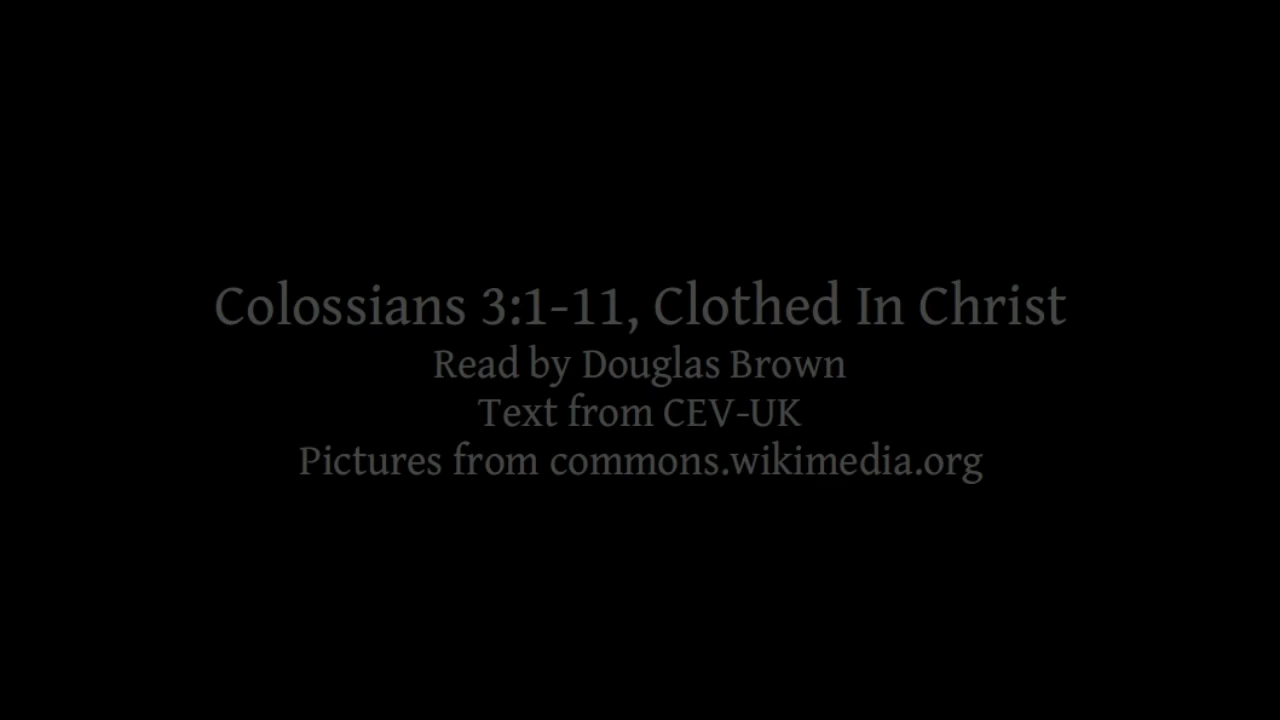 Colossians 3:1-11, Clothed In Christ
Read by Douglas Brown
Text from CEV-UK
Pictures from commons.wikimedia.org